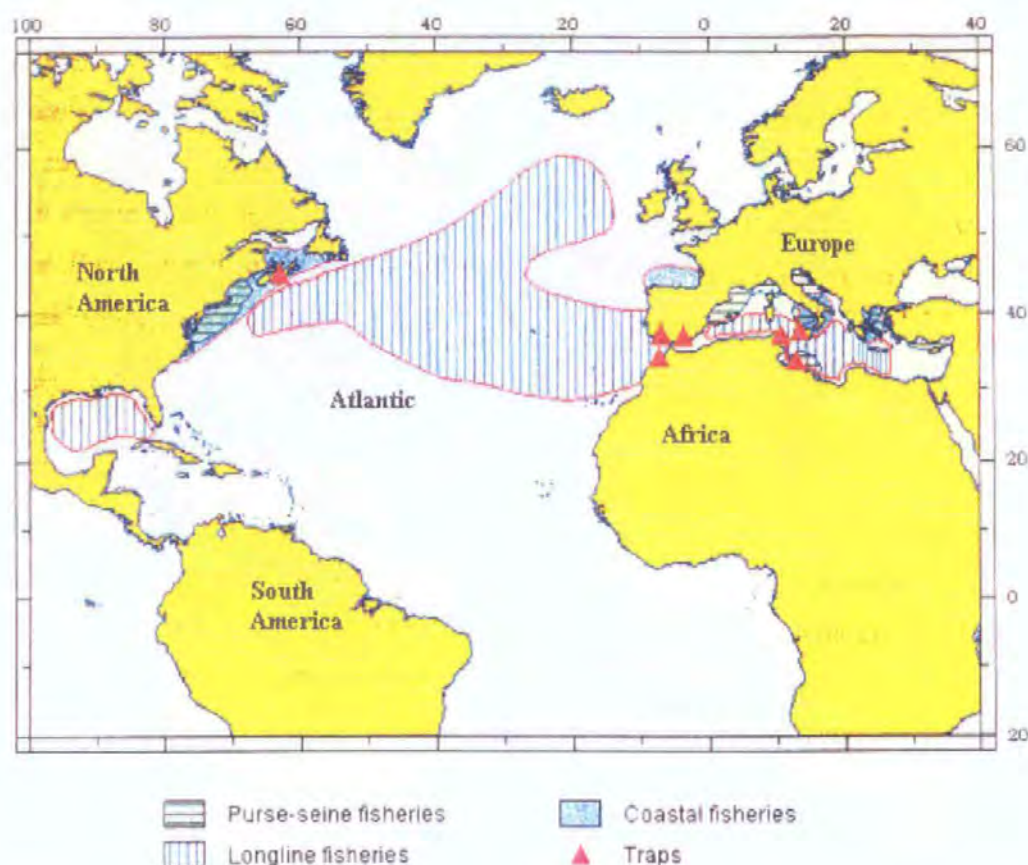 100 80 60 40 20 0 20 40
60
Europe
North
America
40
Atlantic
Africa
20
South
America
0
20
Purse-seine fisheries
Coastal fisheries
Longline fisheries
Traps